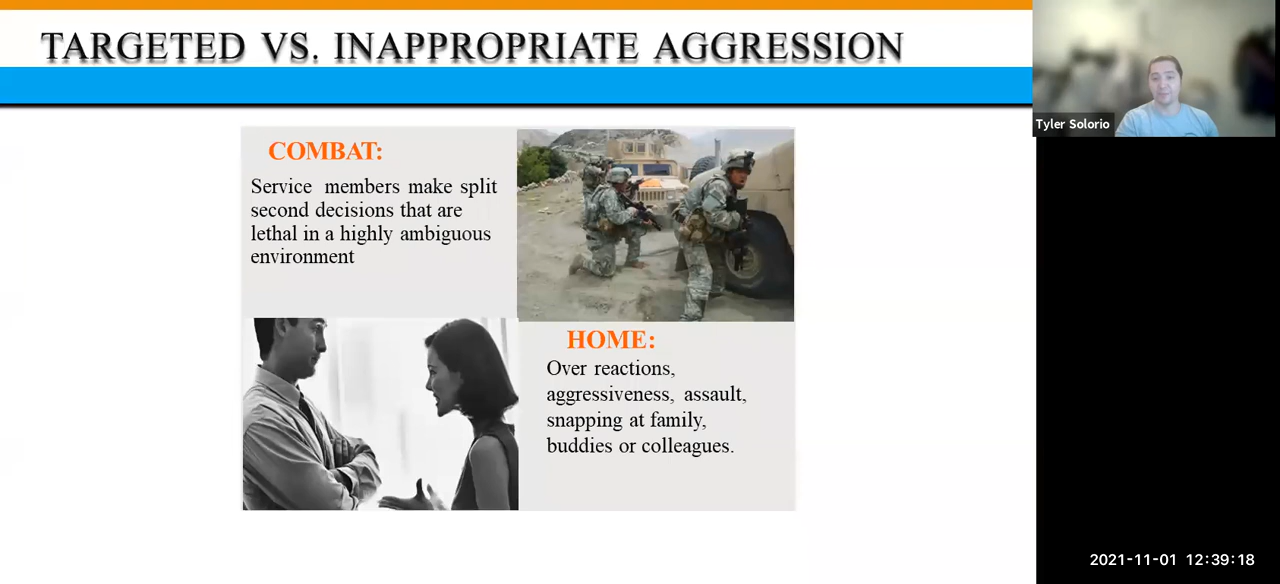 TARGETED VS. INAPPROPRIATE AGGRESSION
Tyler Solorio
COMBAT:
Service members make split
second decisions that are
lethal in a highly ambiguous
environment
HOME:
Over reactions,
aggressiveness, assault,
snapping at family,
buddies or colleagues.
2021-11-01 12:39:18